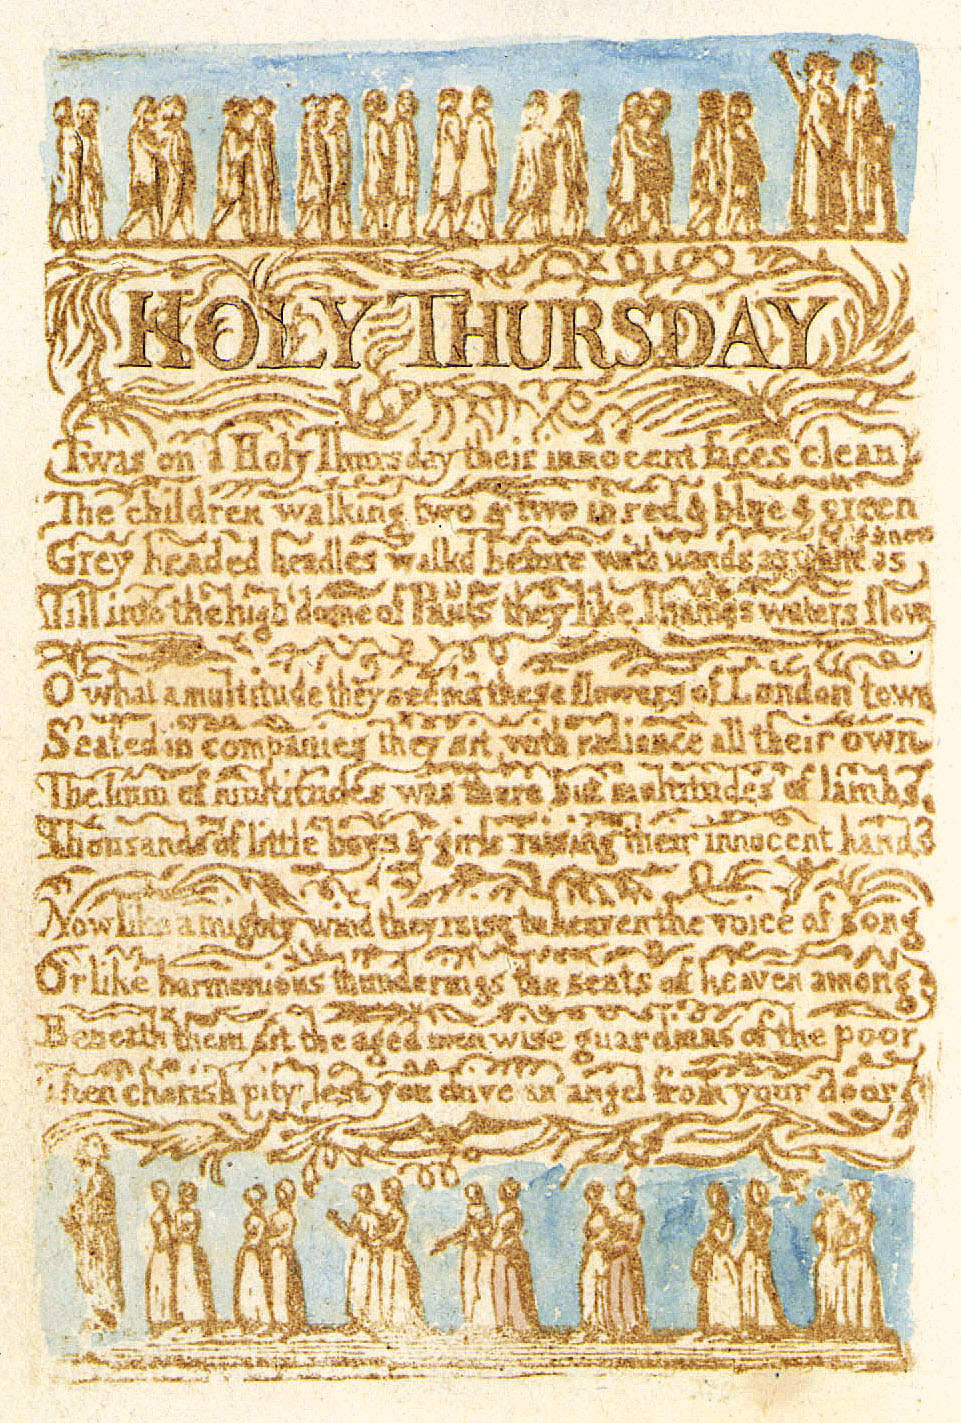 HOLY THURSDAY
Twas on a Holy Thursday their innocent faces clean
The children walking two & two in red & blue & green
Grey headed beadles walkd before with wands as white as snow
Till into the high dome of Pauls they like Thames waters flow
O what a multitude they seemd these flowers of London town
Seated in companies they sit with radiance all their own
The hum of multitudes was there but multitudes of lambs
Thousands of little boys & girls raising their innocent hands
Now like a mighty wind they raise to heaven the voice of song
Or like harmonious thunderings the seats of heaven among
Beneath them sit the aged men wise guardians of the poor
Then cherish pity, lest you drive an angel from your door